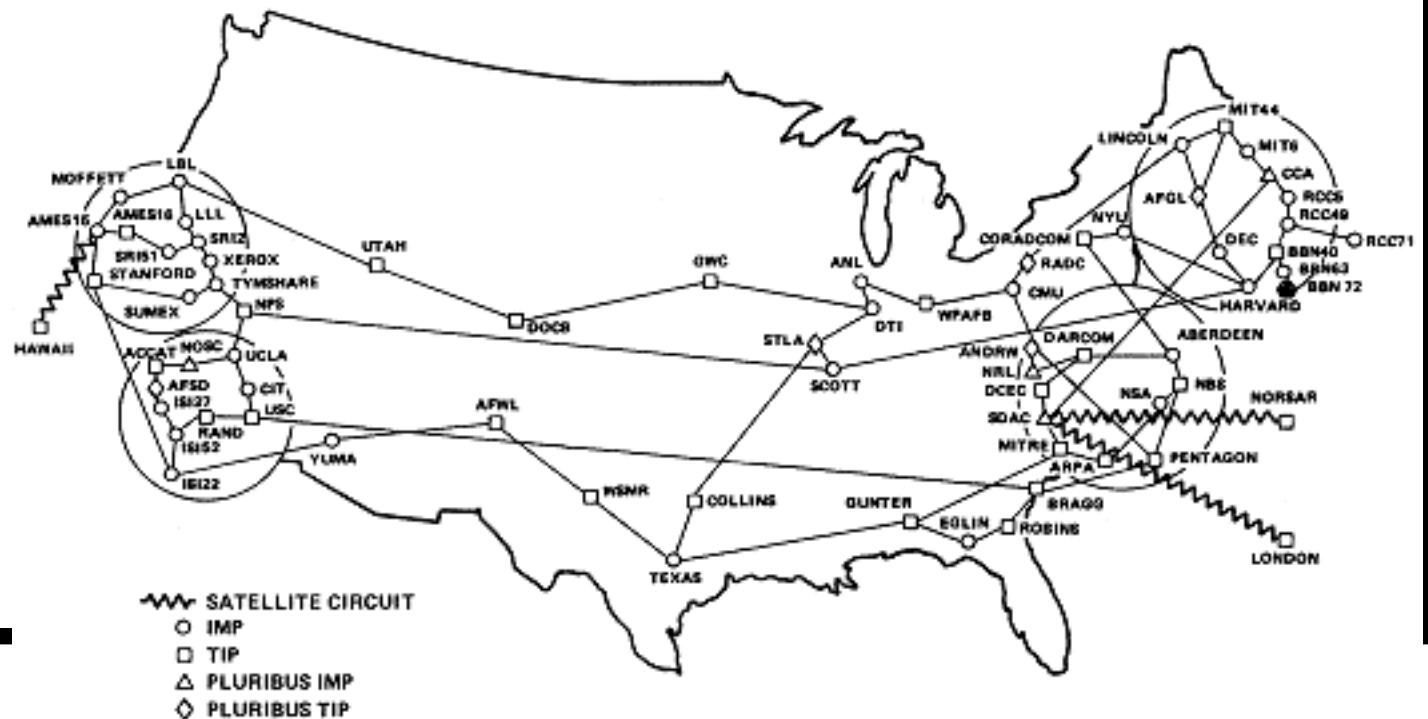 MIT44
LINCOLN
MIT6
CCA
LBL
MOFFETT
AFGL
RCC5
RCC49
AMES15
AMES16
LLL
NYU
SRI2
CORADCOM
DEC
RCC71
UTAH
SRI51
XEROX
RADC
BBN40
STANFORD
GWC
ANL
BBN63
TYMSHARE
BBN 72
SUMEX
NPS
CMU
HARVARD
WPAFB
DTI
DOCB
HAWAII
STLA
DARCOM
ABERDEEN
ACCAT
NOSC
UCLA
ANDRW
NRL
SCOTT
AFSD
CIT
DCEC
NSA
NBS
NORSAR
ISI27
AFWL
USC
SDAC
RAND
ISI52
MITRE
YUMA
ARPA
PENTAGON
ISI22
WSMR
COLLINS
GUNTER
BRAGG
EGLIN
ROBINS
LONDON
TEXAS
SATELLITE CIRCUIT
IMP
TIP
PLURIBUS IMP
PLURIBUS TIP